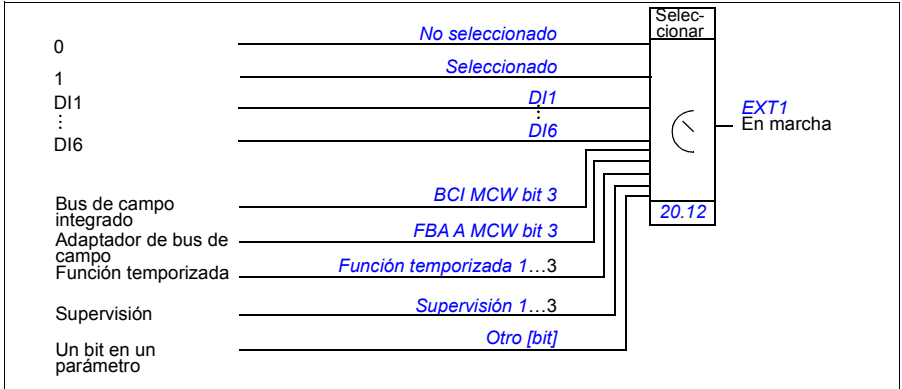 Selec-
cionar
0 No seleccionado
1 Seleccionado
DI1 DI1
⋮ ⋮
DI6 DI6
EXT1
En marcha
Bus de campo
integrado BCI MCW bit 3
20.12
Adaptador de bus de
campo FBA A MCW bit 3
Función temporizada Función temporizada 1…3
Supervisión Supervisión 1…3
Un bit en un
parámetro Otro [bit]